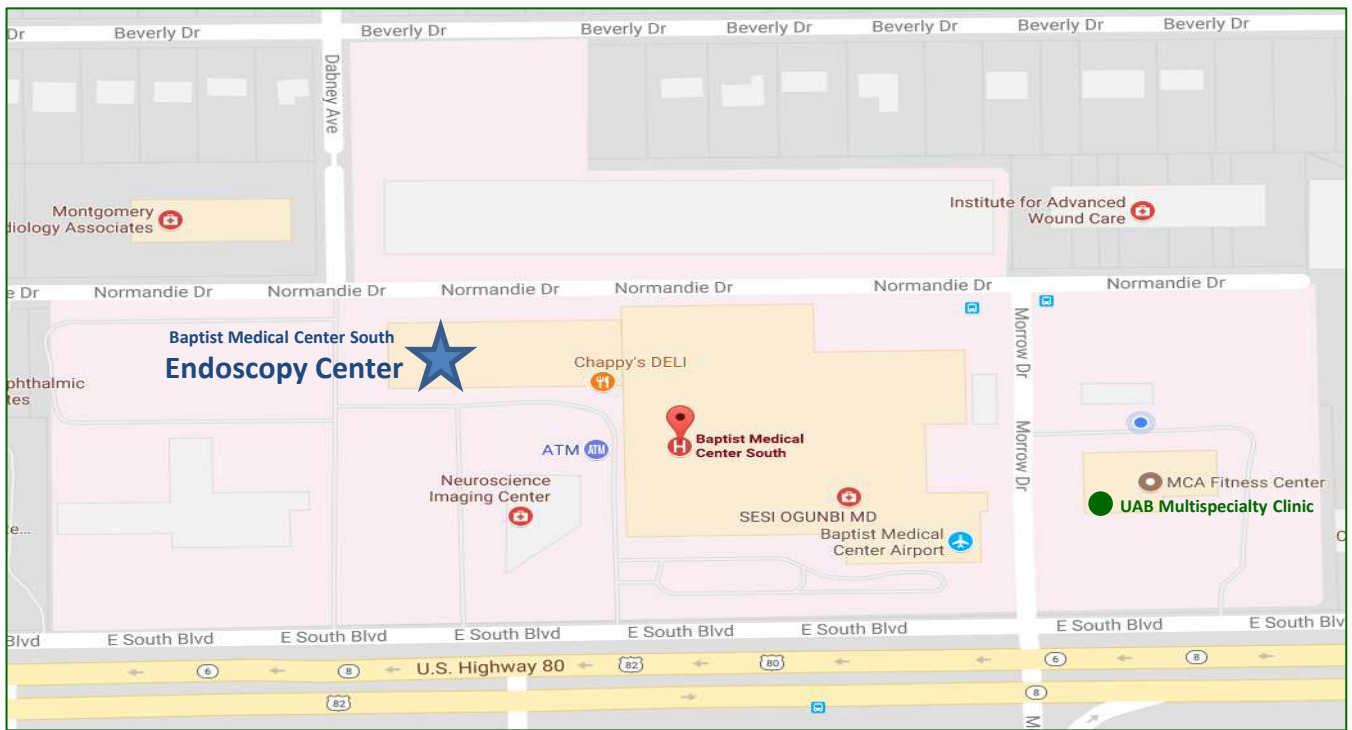 Dr
Beverly Dr
Beverly Dr
Beverly Dr
Beverly Dr
Beverly Dr
Beverly Dr
Beverly Dr
Dabney Ave
Montgomery
diology Associates
Institute for Advanced
Wound Care
e Dr
Normandie Dr
Normandie Dr
Normandie Dr
Normandie Dr
Normandie Dr
Normandie Dr
Morrow Dr
Morrow Dr
Baptist Medical Center South
Endoscopy Center
Chappy's DELI
phthalmic
tes
ATM
ATM
H
Baptist Medical
Center South
Neuroscience
Imaging Center
SESI OGUNBI MD
MCA Fitness Center
UAB Multispecialty Clinic
Baptist Medical
Center Airport
e...
Blvd
E South Blvd
E South Blvd
E South Blvd
E South Blvd
E South Blvd
E South Blvd
E South Blv
6
8
U.S. Highway 80
82
80
6
8
82
8
M